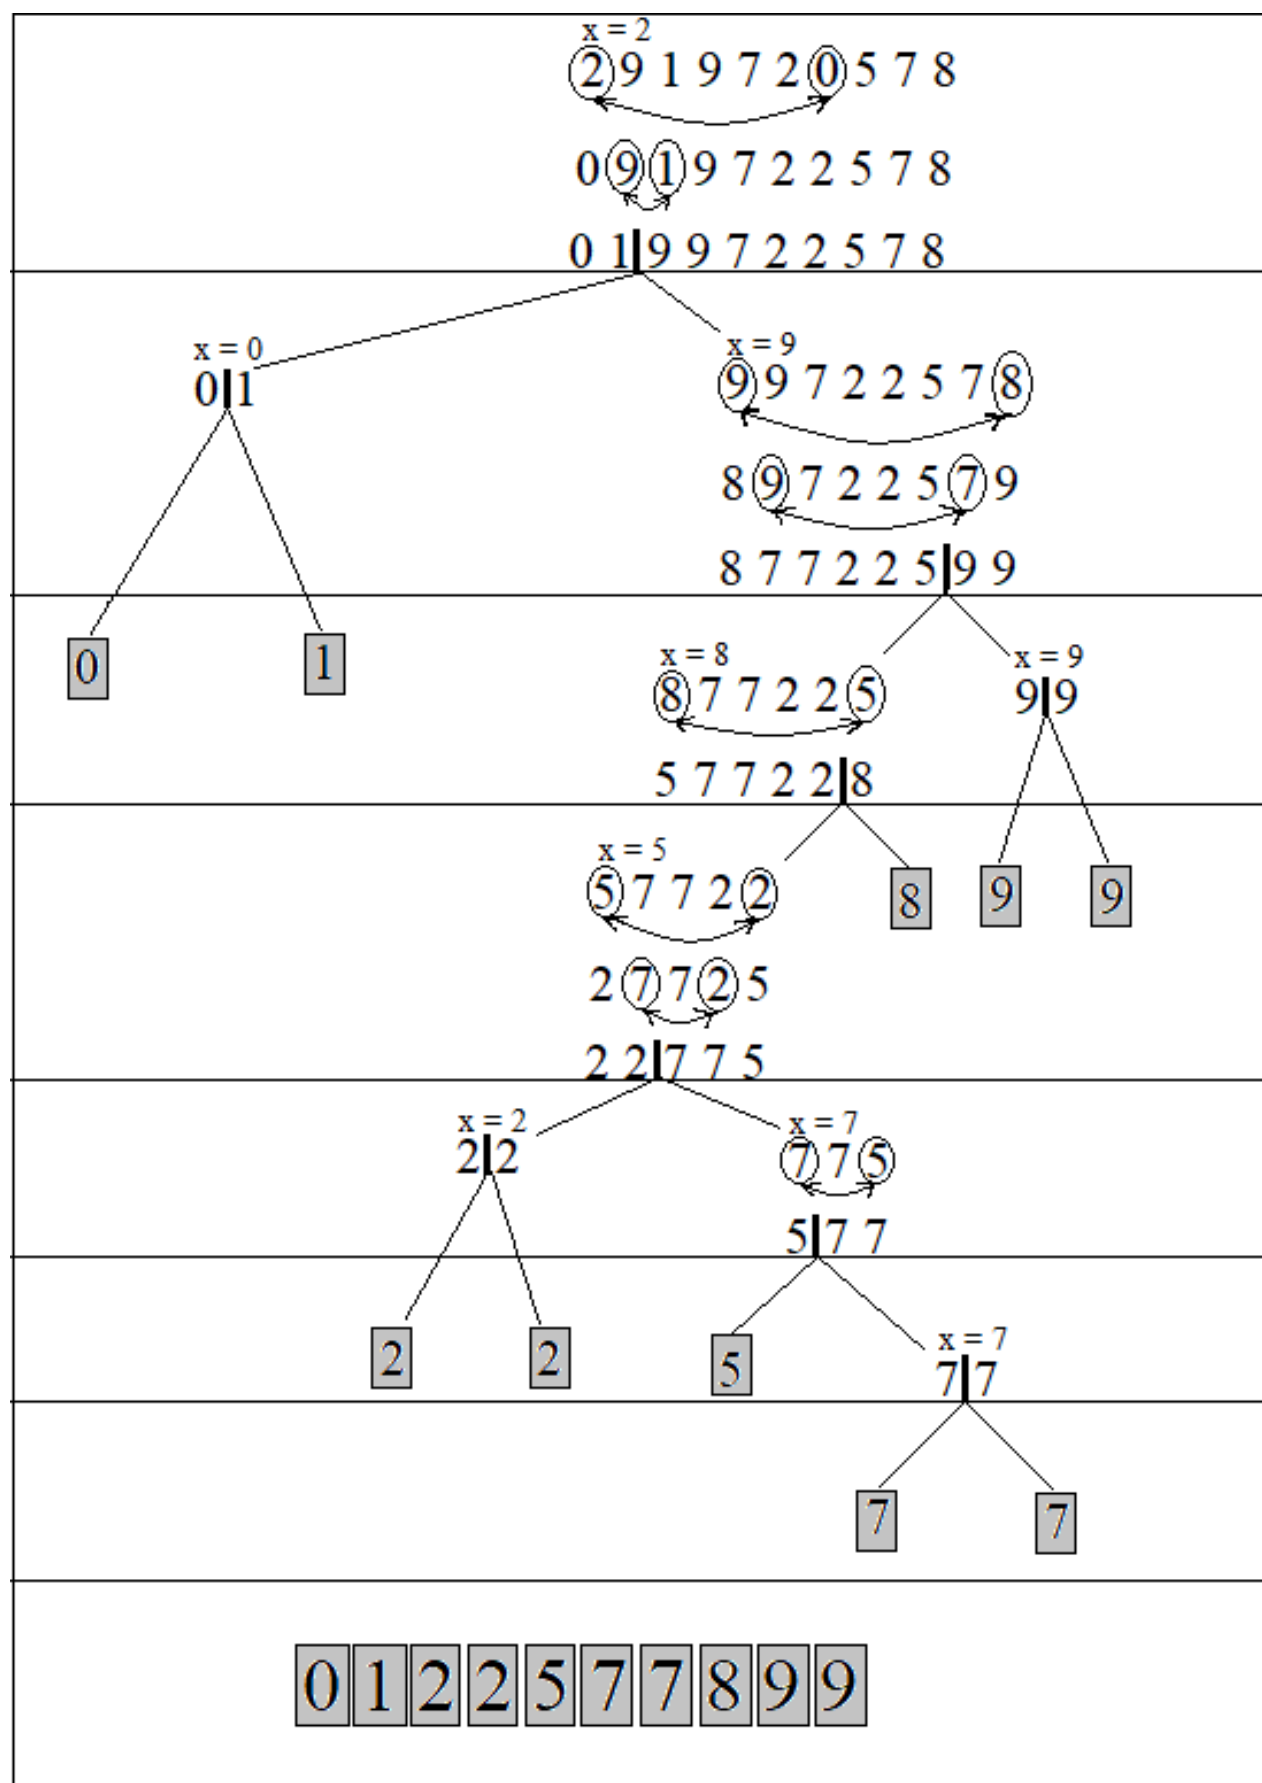 x = 2
2 9 1 9 7 2 0 5 7 8
0 9 1 9 7 2 2 5 7 8
0 1 9 9 7 2 2 5 7 8
x = 0
0 1
x = 9
9 9 7 2 2 5 7 8
8 9 7 2 2 5 7 9
8 7 7 2 2 5 9 9
0
1
x = 8
8 7 7 2 2 5
5 7 7 2 2 8
x = 9
9 9
x = 5
5 7 7 2 2
2 7 7 2 5
2 2 7 7 5
8
9
9
x = 2
2 2
x = 7
7 7 5
5 7 7
2
2
5
x = 7
7 7
7
7
0 1 2 2 5 7 7 8 9 9